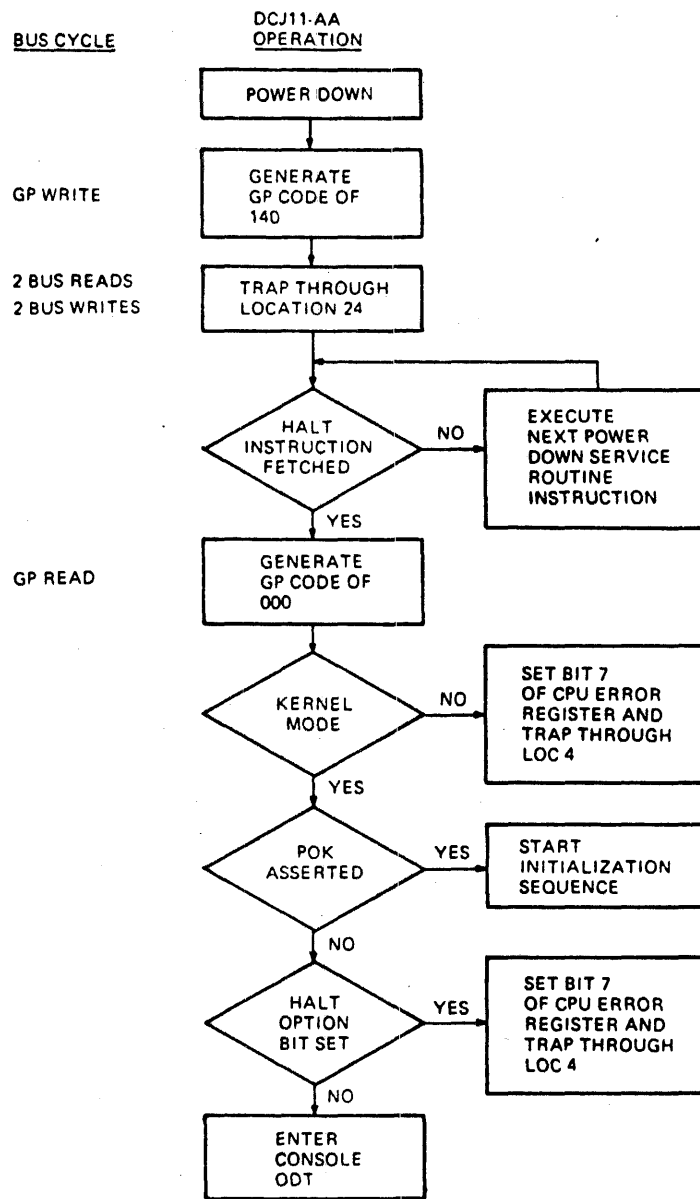 BUS CYCLE
DCJ11-AA
OPERATION
POWER DOWN
GP WRITE
GENERATE
GP CODE OF
140
2 BUS READS
2 BUS WRITES
TRAP THROUGH
LOCATION 24
HALT
INSTRUCTION
FETCHED
NO
EXECUTE
NEXT POWER
DOWN SERVICE
ROUTINE
INSTRUCTION
YES
GP READ
GENERATE
GP CODE OF
000
KERNEL
MODE
NO
SET BIT 7
OF CPU ERROR
REGISTER AND
TRAP THROUGH
LOC 4
YES
POK
ASSERTED
YES
START
INITIALIZATION
SEQUENCE
NO
HALT
OPTION
BIT SET
YES
SET BIT 7
OF CPU ERROR
REGISTER AND
TRAP THROUGH
LOC 4
NO
ENTER
CONSOLE
ODT